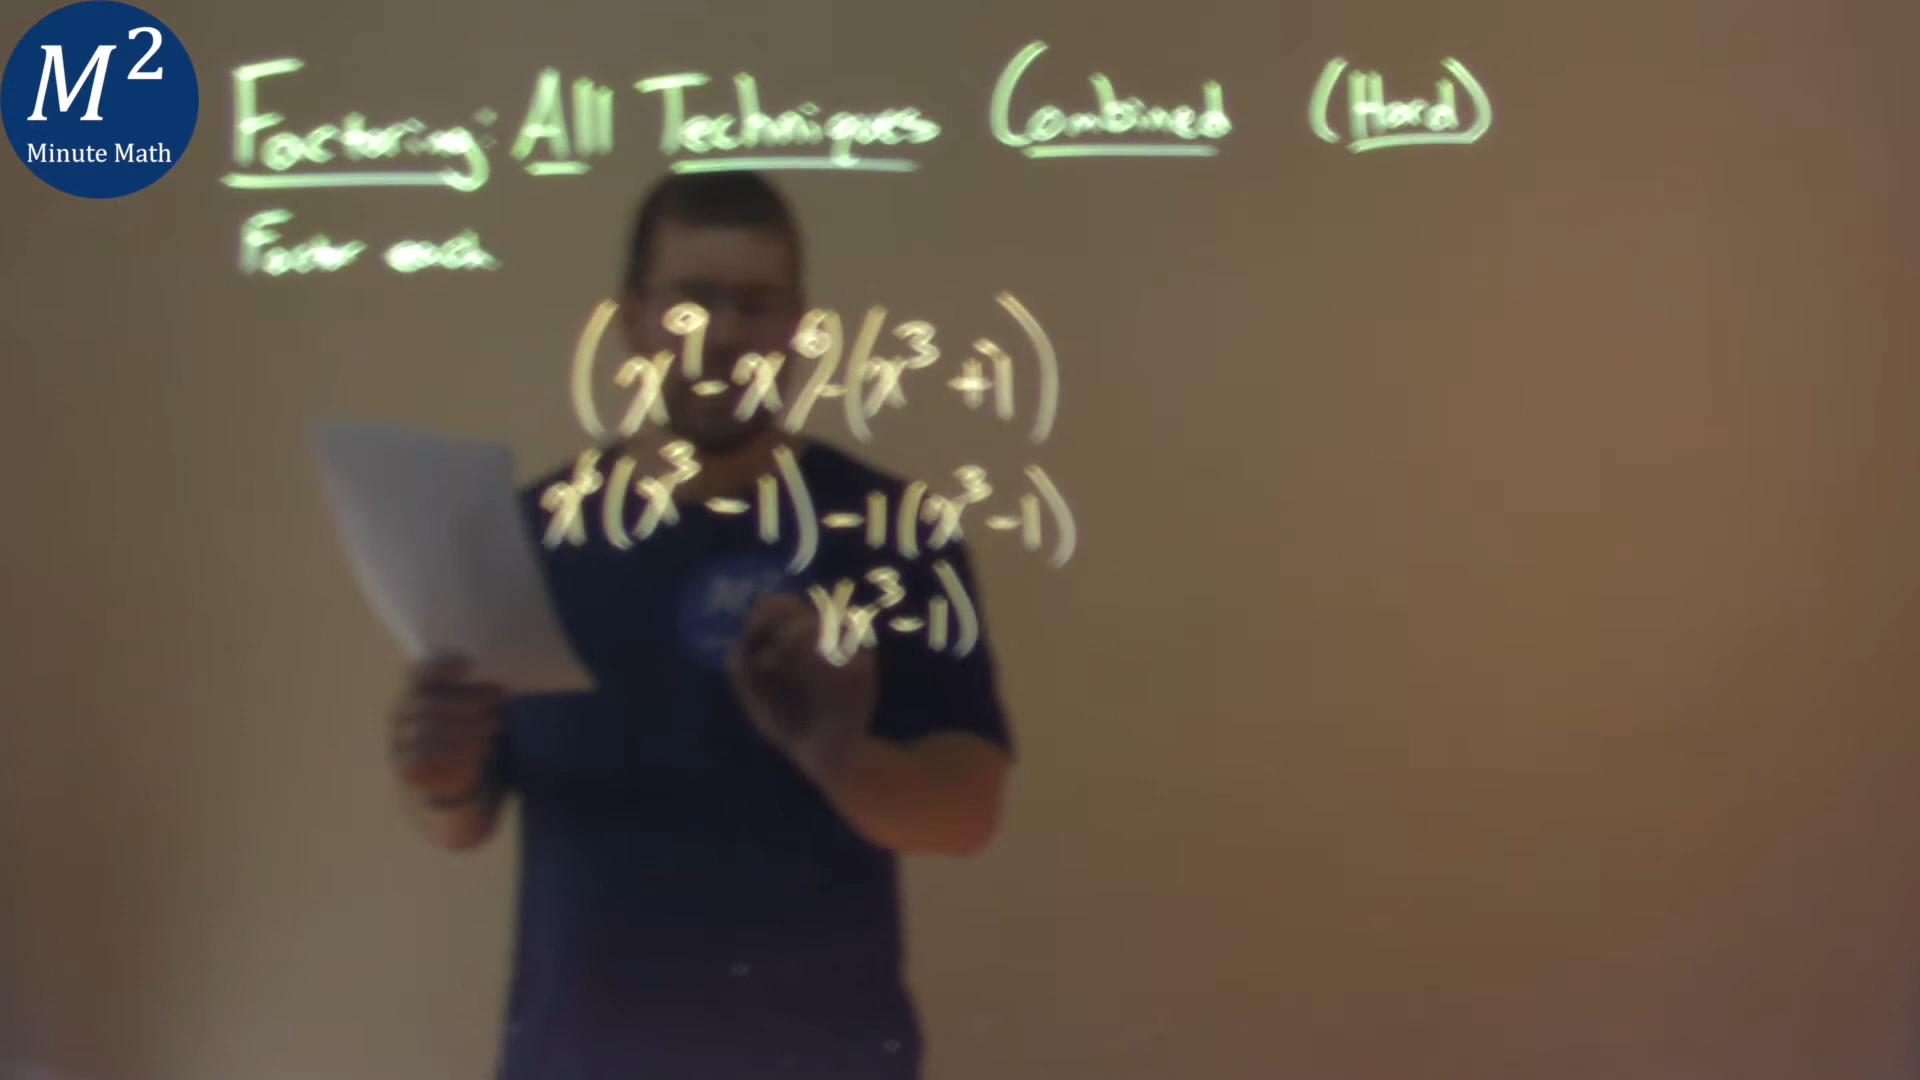 M²
Minute Math
Factoring: All Techniques Combined (Hard)
Factor each
(x⁹-x⁶)-(x³+1)
x⁶(x³-1)-1(x³-1)
)(x³-1)